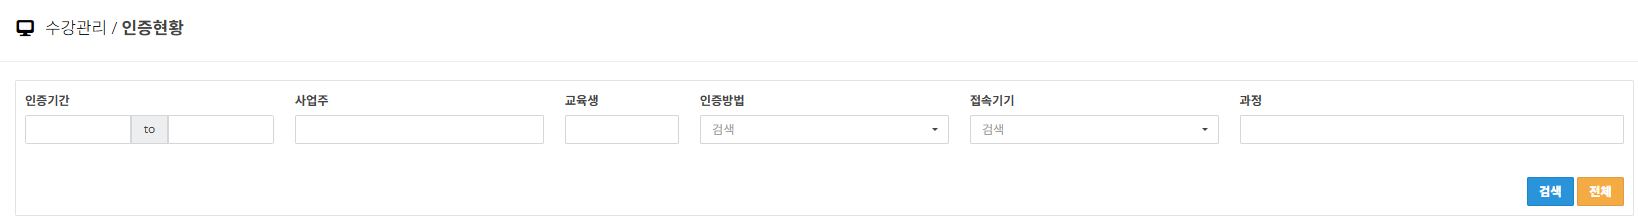 수강관리 / 인증현황
인증기간 사업주 교육생 인증방법 접속기기 과정
to 검색 검색
검색 전체